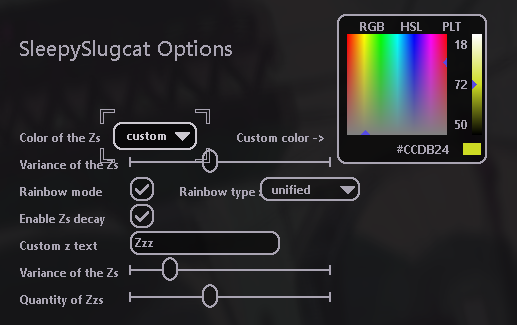 RGB HSL PLT
SleepySlugcat Options
18
72
50
#CCDB24
Color of the Zs custom Custom color ->
Variance of the Zs
Rainbow mode Rainbow type : unified
Enable Zs decay
Custom z text Zzz
Variance of the Zs
Quantity of Zzs